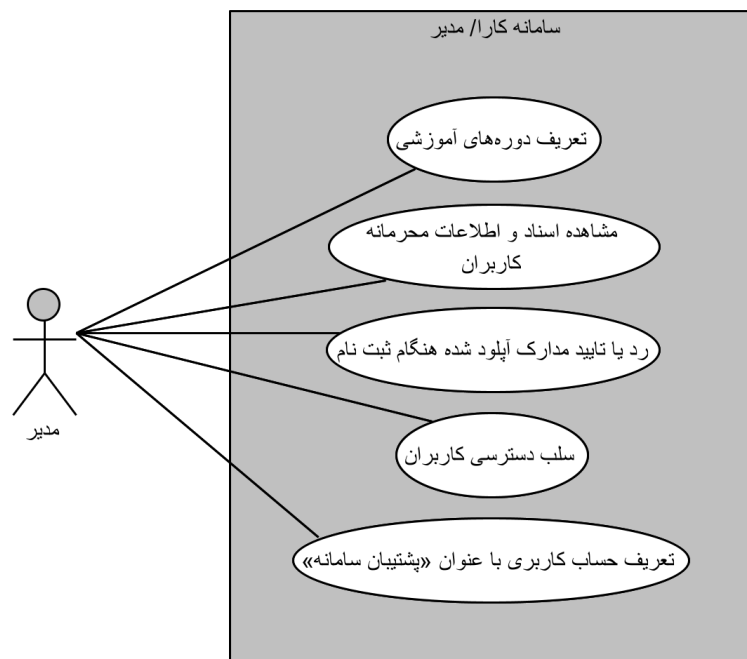 سامانه کارا/ مدیر
تعریف دوره‌های آموزشی
مشاهده اسناد و اطلاعات محرمانه
کاربران
رد یا تایید مدارک آپلود شده هنگام ثبت نام
مدیر
سلب دسترسی کاربران
تعریف حساب کاربری با عنوان «پشتیبان سامانه»